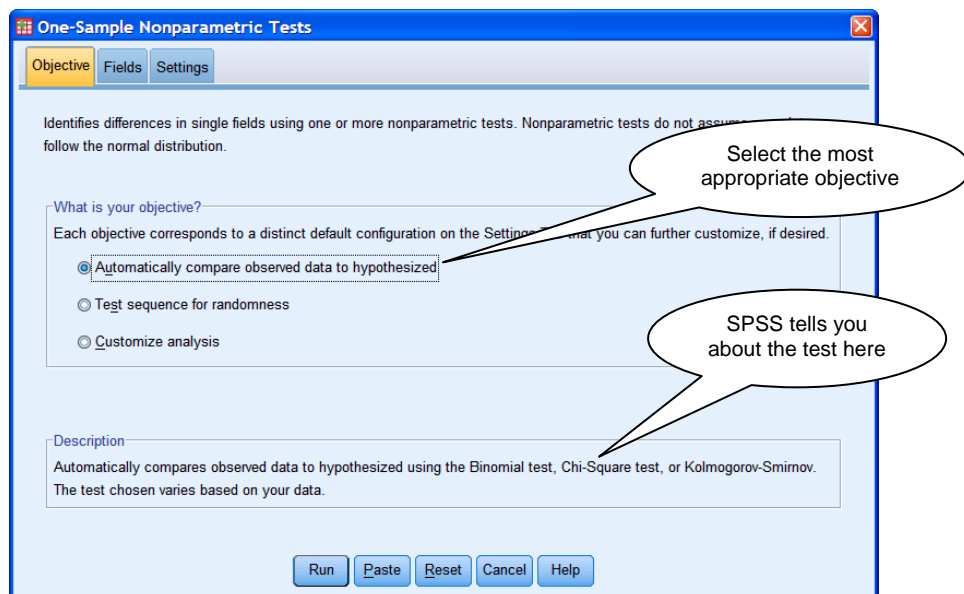 One-Sample Nonparametric Tests
Objective Fields Settings
Identifies differences in single fields using one or more nonparametric tests. Nonparametric tests do not assume
follow the normal distribution.
Select the most
appropriate objective
What is your objective?
Each objective corresponds to a distinct default configuration on the Settings that you can further customize, if desired.
Automatically compare observed data to hypothesized
Test sequence for randomness
Customize analysis
SPSS tells you
about the test here
Description
Automatically compares observed data to hypothesized using the Binomial test, Chi-Square test, or Kolmogorov-Smirnov.
The test chosen varies based on your data.
Run Paste Reset Cancel Help